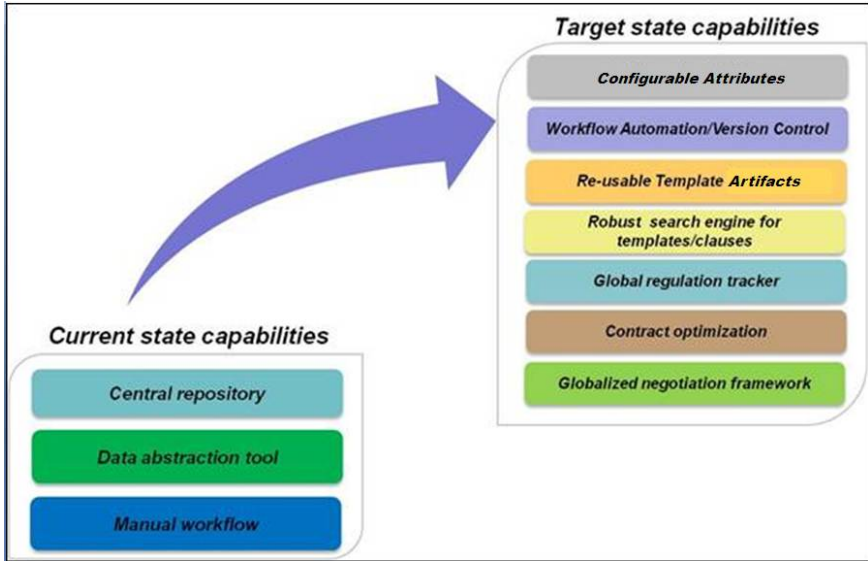 Target state capabilities
Configurable Attributes
Workflow Automation/Version Control
Re-usable Template Artifacts
Robust search engine for
templates/clauses
Global regulation tracker
Contract optimization
Globalized negotiation framework
Current state capabilities
Central repository
Data abstraction tool
Manual workflow